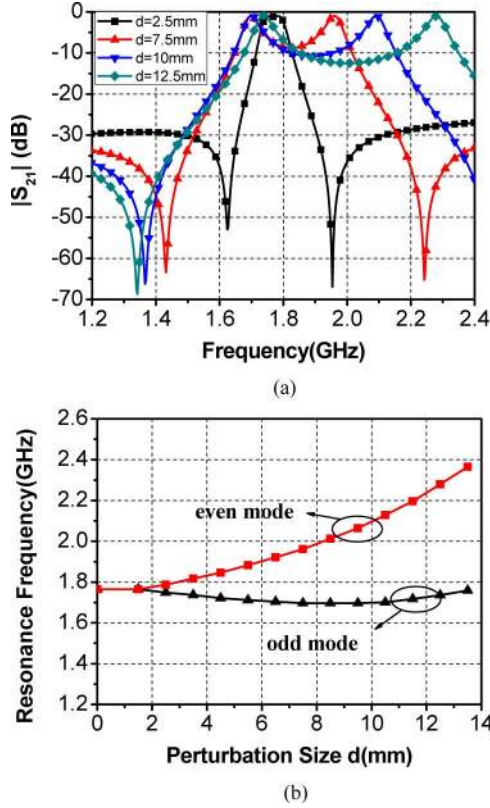 0
-10
-20
-30
-40
-50
-60
-70
|S21| (dB)
d=2.5mm
d=7.5mm
d=10mm
d=12.5mm
1.2 1.4 1.6 1.8 2.0 2.2 2.4
Frequency(GHz)
(a)
2.6
2.4
2.2
2.0
1.8
1.6
1.4
1.2
Resonance Frequency(GHz)
even mode
odd mode
0 2 4 6 8 10 12 14
Perturbation Size d(mm)
(b)